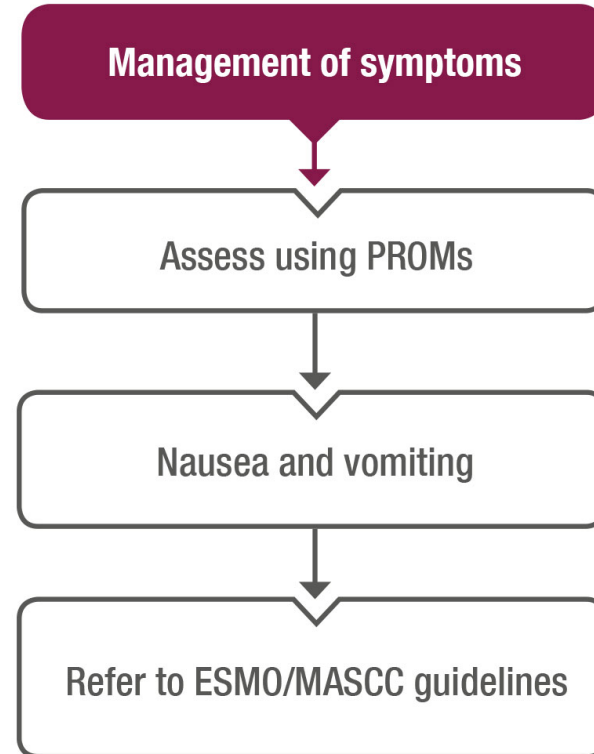 Management of symptoms
Assess using PROMs
Nausea and vomiting
Refer to ESMO/MASCC guidelines